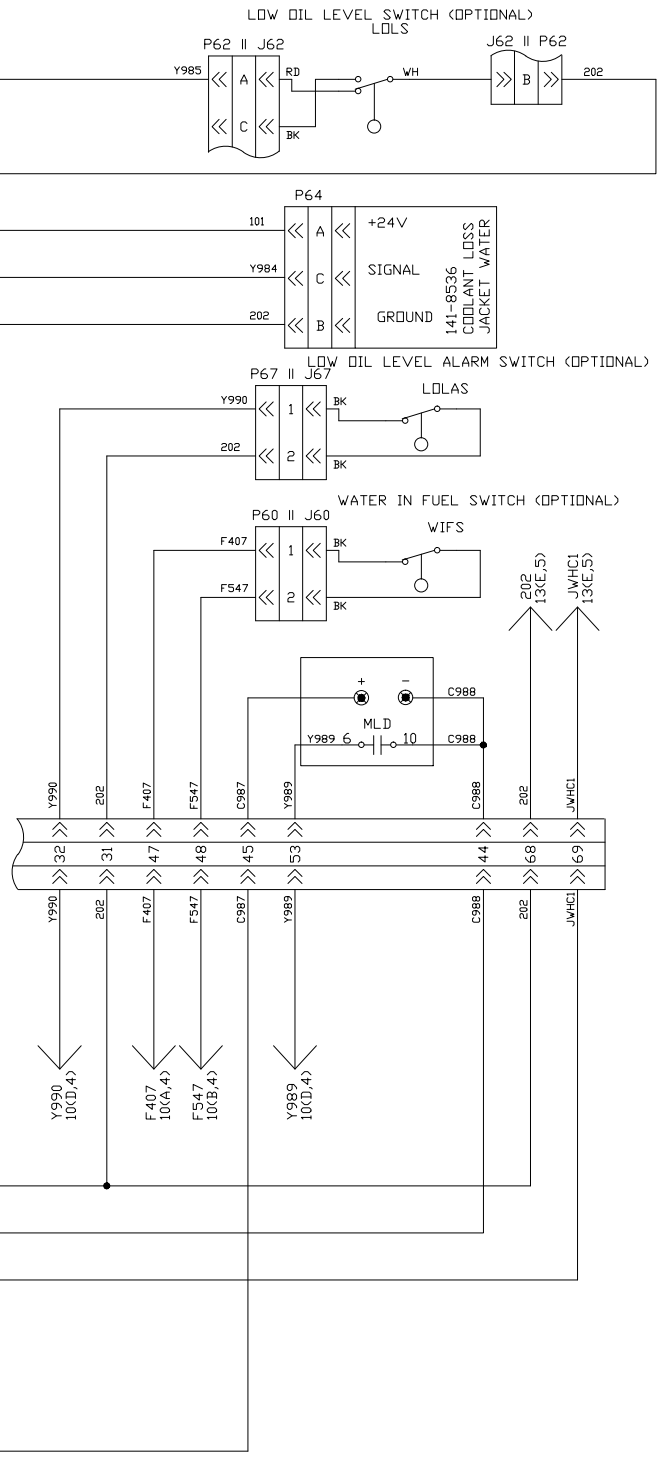 LOW OIL LEVEL SWITCH (OPTIONAL)
LOLS
P62 II J62
J62 II P62
Y985
A
RD
WH
B
202
C
BK
P64
101
A
+24V
Y984
C
SIGNAL
202
B
GROUND
141-8536
COOLANT LOSS
JACKET WATER
LOW OIL LEVEL ALARM SWITCH (OPTIONAL)
P67 II J67
LOLAS
Y990
1
BK
202
2
BK
WATER IN FUEL SWITCH (OPTIONAL)
P60 II J60
WIFS
F407
1
BK
F547
2
BK
202
13(E,5)
JWHC1
13(E,5)
+ -
C988
MLD
Y989 6
10 C988
Y990
202
F407
F547
C987
Y989
C988
202
JWHC1
32
31
47
48
45
53
44
68
69
Y990
202
F407
F547
C987
Y989
C988
202
JWHC1
Y990
10(D,4)
F407
10(A,4)
F547
10(B,4)
Y989
10(D,4)